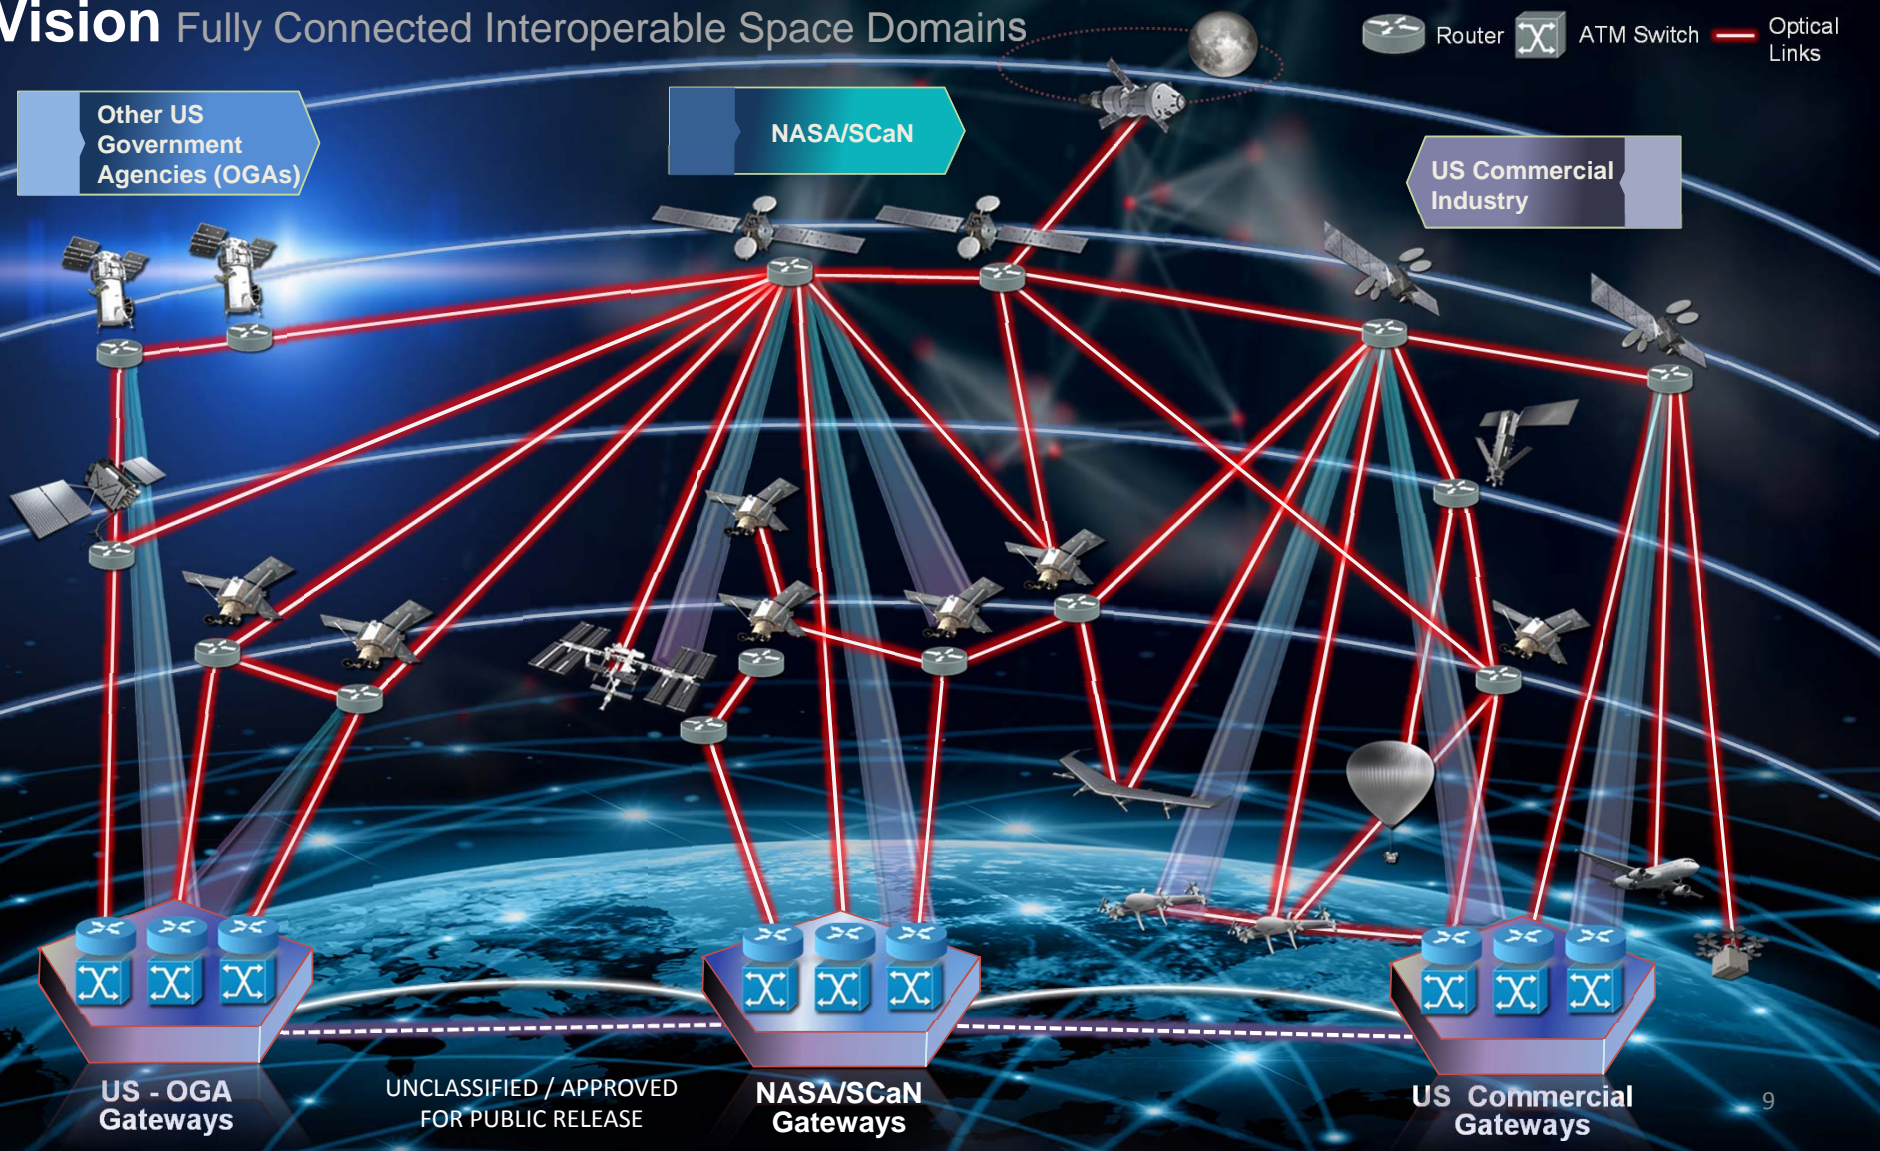 Vision Fully Connected Interoperable Space Domains
Router
ATM Switch
Optical
Links
Other US
Government
Agencies (OGAs)
NASA/SCaN
US Commercial
Industry
US - OGA
Gateways
UNCLASSIFIED / APPROVED
FOR PUBLIC RELEASE
NASA/SCaN
Gateways
US Commercial
Gateways
9